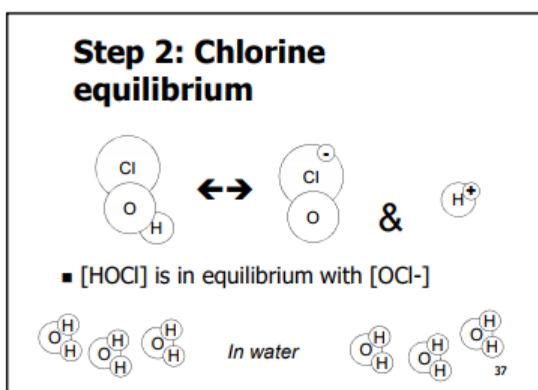 Step 2: Chlorine
equilibrium
Cl
O
H
-
Cl
O
&
H
+
■ [HOCl] is in equilibrium with [OCl-]
O H H
O H H
O H H
In water
O H H
O H H
O H H
37